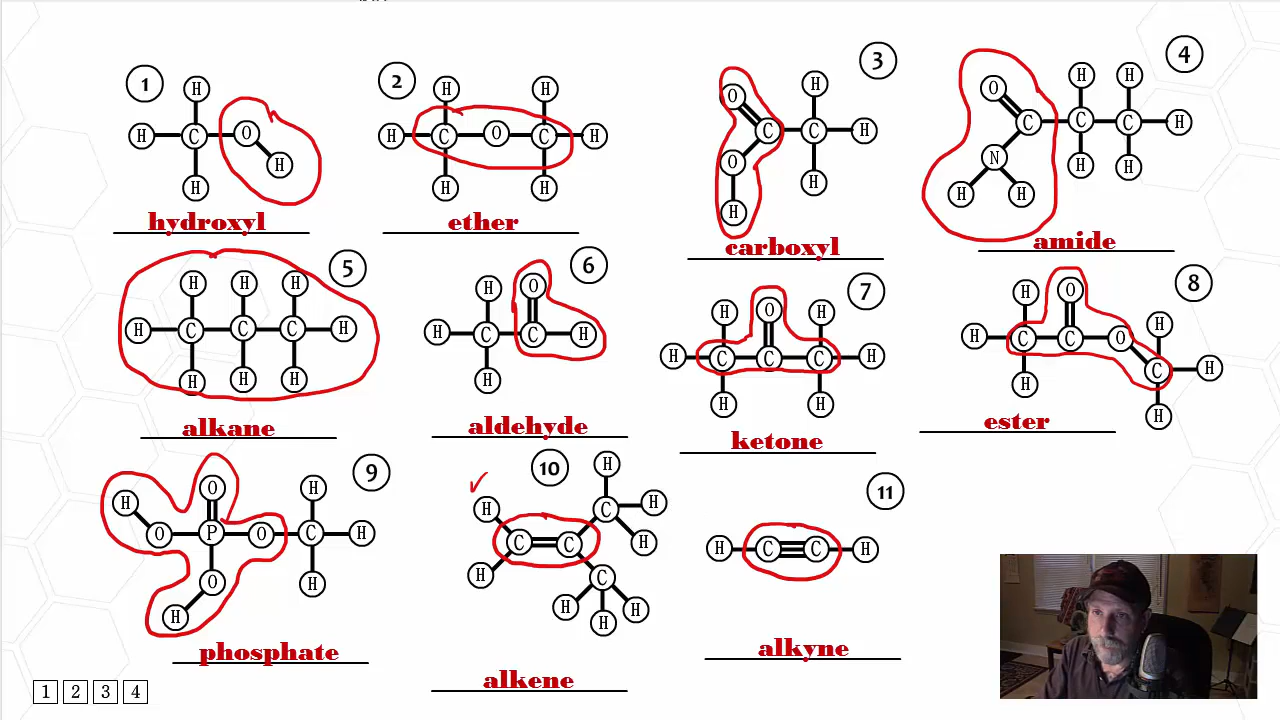 1
H
H C O
H
H
hydroxyl
2
H H
H C O C H
H H
ether
3
H
O
C C H
O
H
H
carboxyl
4
H H
O
C C C H
N
H H
H H
amide
5
H H H
H C C C H
H H H
alkane
6
H O
H C C H
H
aldehyde
7
H O H
H C C C H
H H
ketone
8
H O
H
H C C O
C H
H
H
ester
9
O H
H
O P O C H
O H
H
phosphate
10
H
H C H
C C H
H C
H H
H
alkene
11
H C C H
alkyne
1 2 3 4